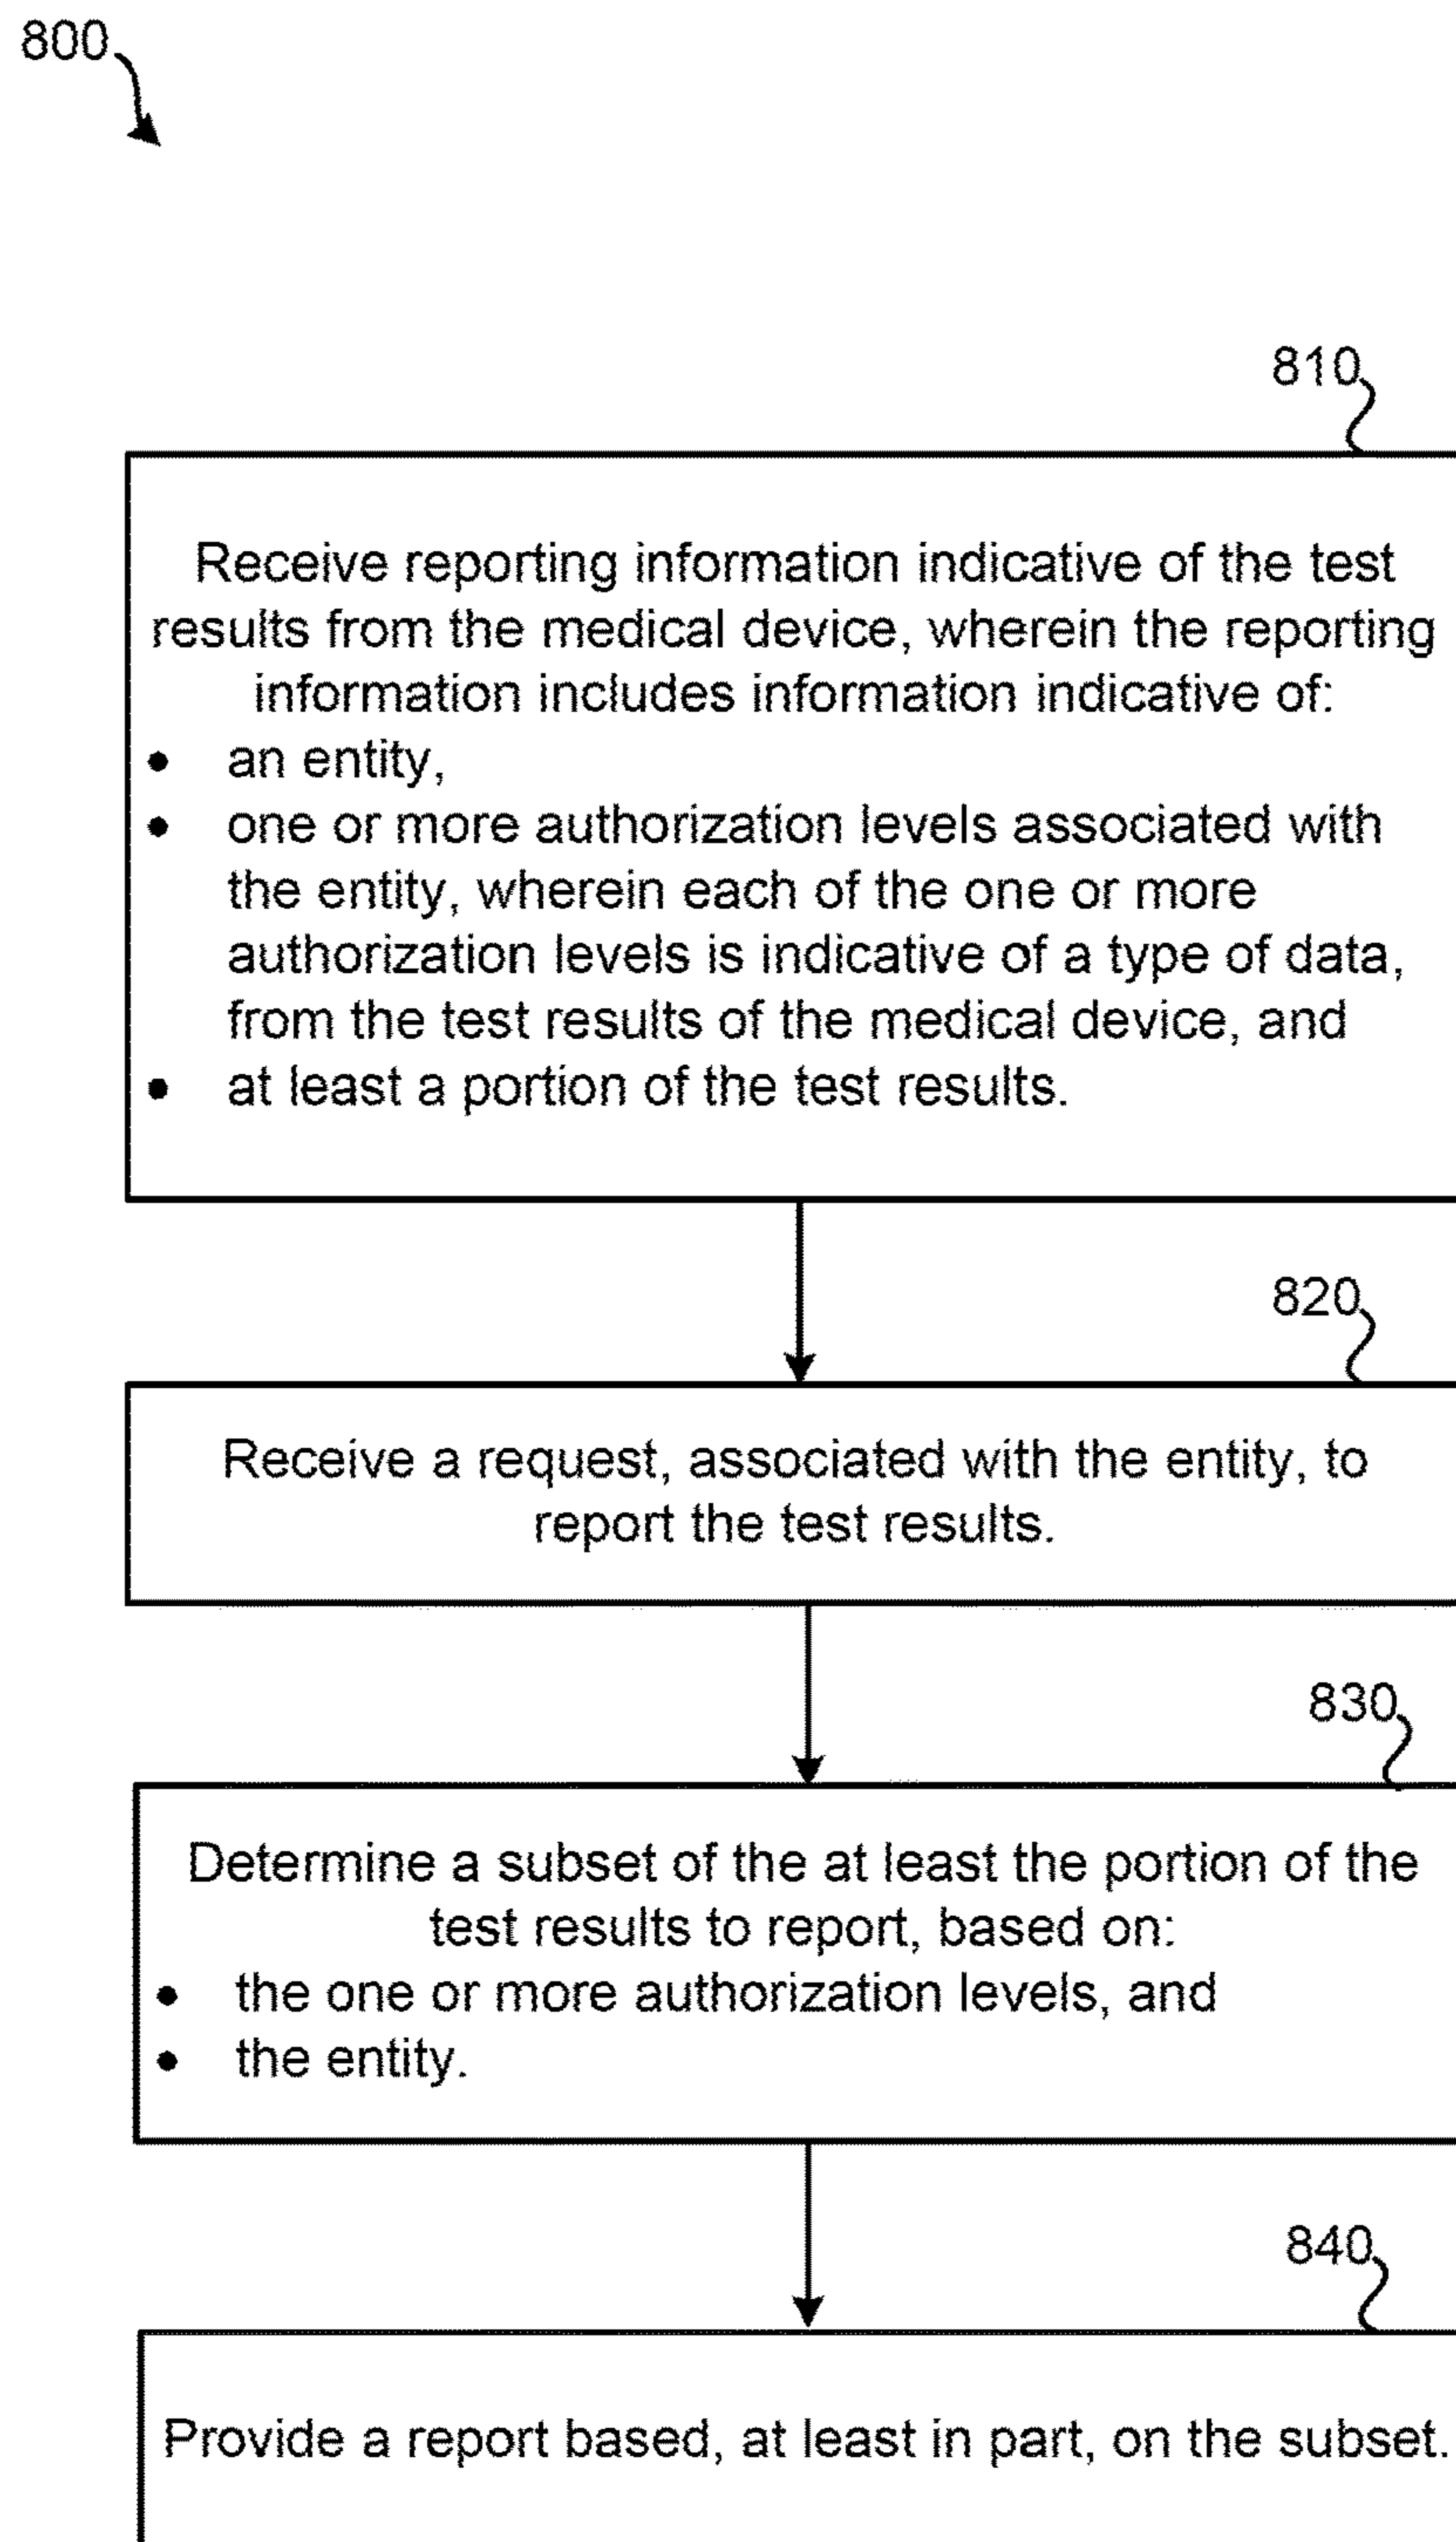 800
810
Receive reporting information indicative of the test
results from the medical device, wherein the reporting
information includes information indicative of:
• an entity,
• one or more authorization levels associated with
the entity, wherein each of the one or more
authorization levels is indicative of a type of data,
from the test results of the medical device, and
• at least a portion of the test results.
820
Receive a request, associated with the entity, to
report the test results.
830
Determine a subset of the at least the portion of the
test results to report, based on:
• the one or more authorization levels, and
• the entity.
840
Provide a report based, at least in part, on the subset.